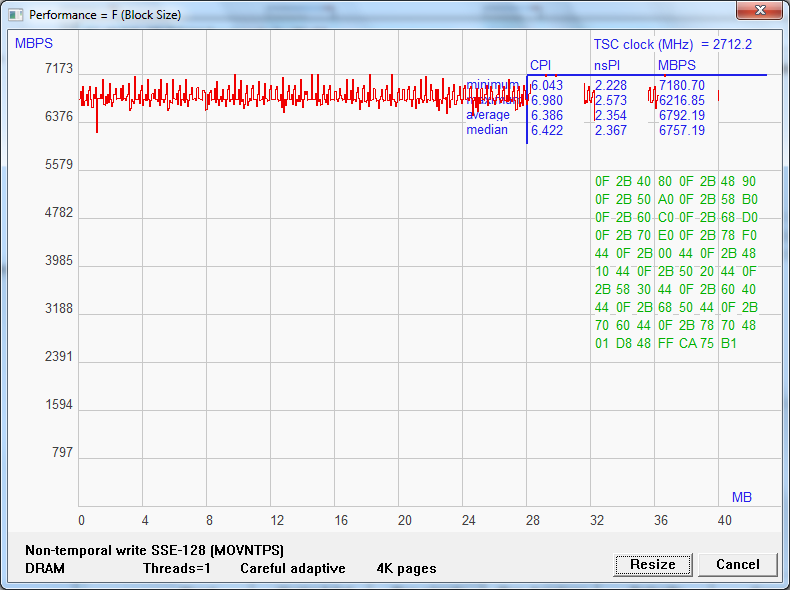 Performance = F (Block Size)
MBPS
TSC clock (MHz) = 2712.2
CPI nsPI MBPS
minimum 6.043 2.228 7180.70
6.980 2.573 6216.85
average 6.386 2.354 6792.19
median 6.422 2.367 6757.19
7173
6376
5579
4782
3985
3188
2391
1594
797
0F 2B 40 80 0F 2B 48 90
0F 2B 50 A0 0F 2B 58 B0
0F 2B 60 C0 0F 2B 68 D0
0F 2B 70 E0 0F 2B 78 F0
44 0F 2B 00 44 0F 2B 48
10 44 0F 2B 50 20 44 0F
2B 58 30 44 0F 2B 60 40
44 0F 2B 68 50 44 0F 2B
70 60 44 0F 2B 78 70 48
01 D8 48 FF CA 75 B1
MB
0 4 8 12 16 20 24 28 32 36 40
Non-temporal write SSE-128 (MOVNTPS)
DRAM Threads=1 Careful adaptive 4K pages
Resize Cancel